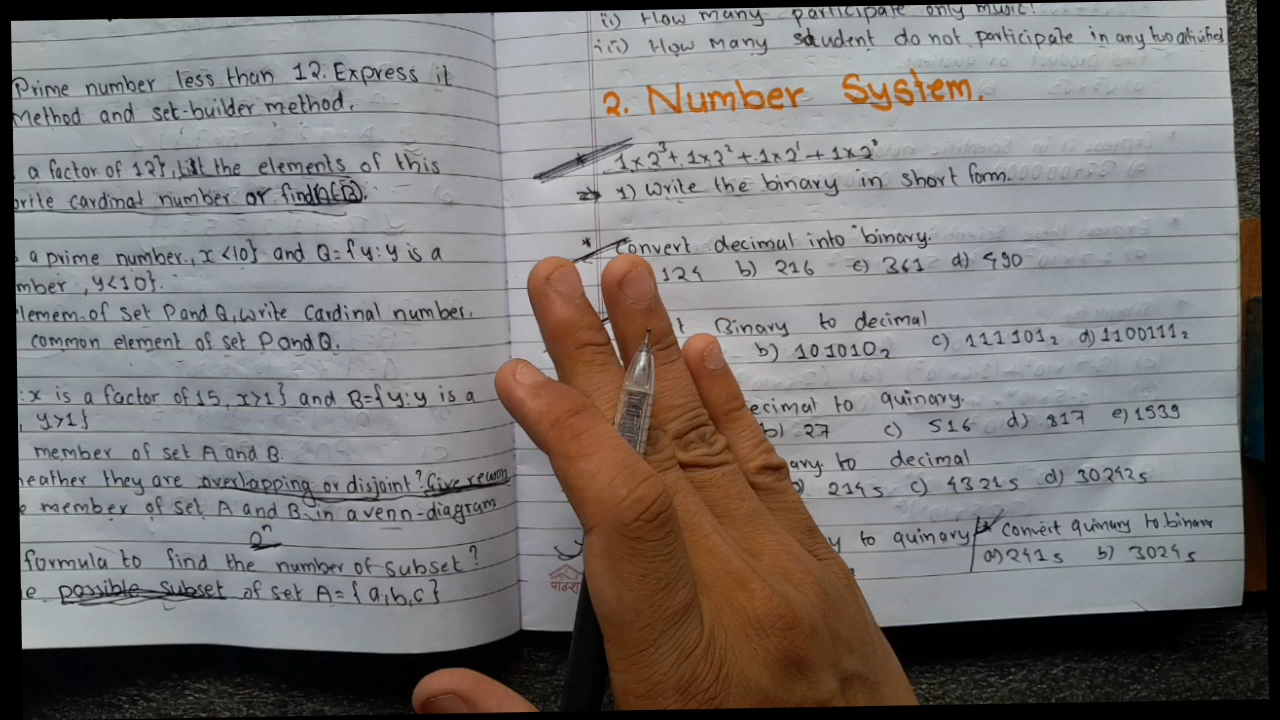 Prime number less than 12. Express it
Method and set-builder method.
a factor of 12}, List the elements of this
write cardinal number or find
a prime number, x<10} and Q={y:y is a
mber, y<10}.
elemem. of set P and Q, write Cardinal number.
common element of set P and Q.
:x is a factor of 15, x>1} and B={y:y is a
, y>1}
member of set A and B.
heather they are overlapping or disjoint? Give reason
e member of set A and B in a venn-diagram
2ⁿ
formula to find the number of subset?
e possible subset of set A={a,b,c}
ii) How many participate only music?
iii) How many student do not participate in any two
2. Number System.
* 1×2³+1×2²+1×2¹+1×2⁰
1) Write the binary in short form.
* Convert decimal into binary.
124 b) 216 c) 361 d) 490
t Binary to decimal
b) 101010₂ c) 111101₂ d) 1100111₂
ecimal to quinary.
b) 27 c) 516 d) 817 e) 1539
ary. to decimal
b) 214₅ c) 4321₅ d) 30242₅
y to quinary * Convert quinary to binary
a) 241₅ b) 3024₅